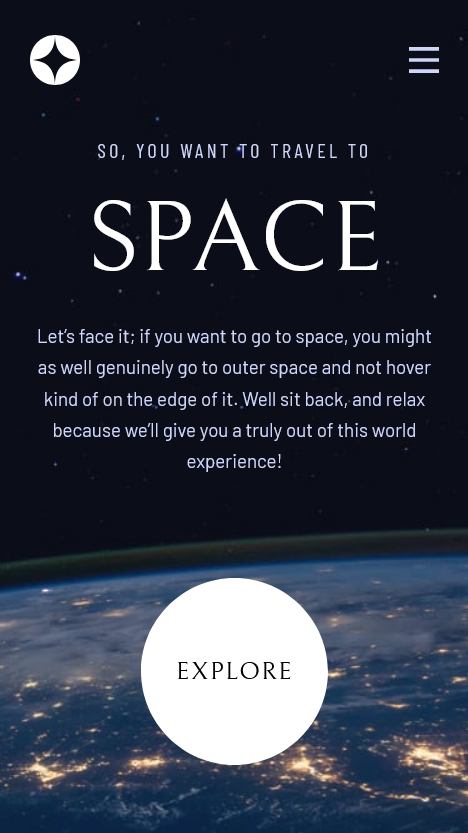 SO, YOU WANT TO TRAVEL TO
SPACE
Let’s face it; if you want to go to space, you might
as well genuinely go to outer space and not hover
kind of on the edge of it. Well sit back, and relax
because we’ll give you a truly out of this world
experience!
EXPLORE